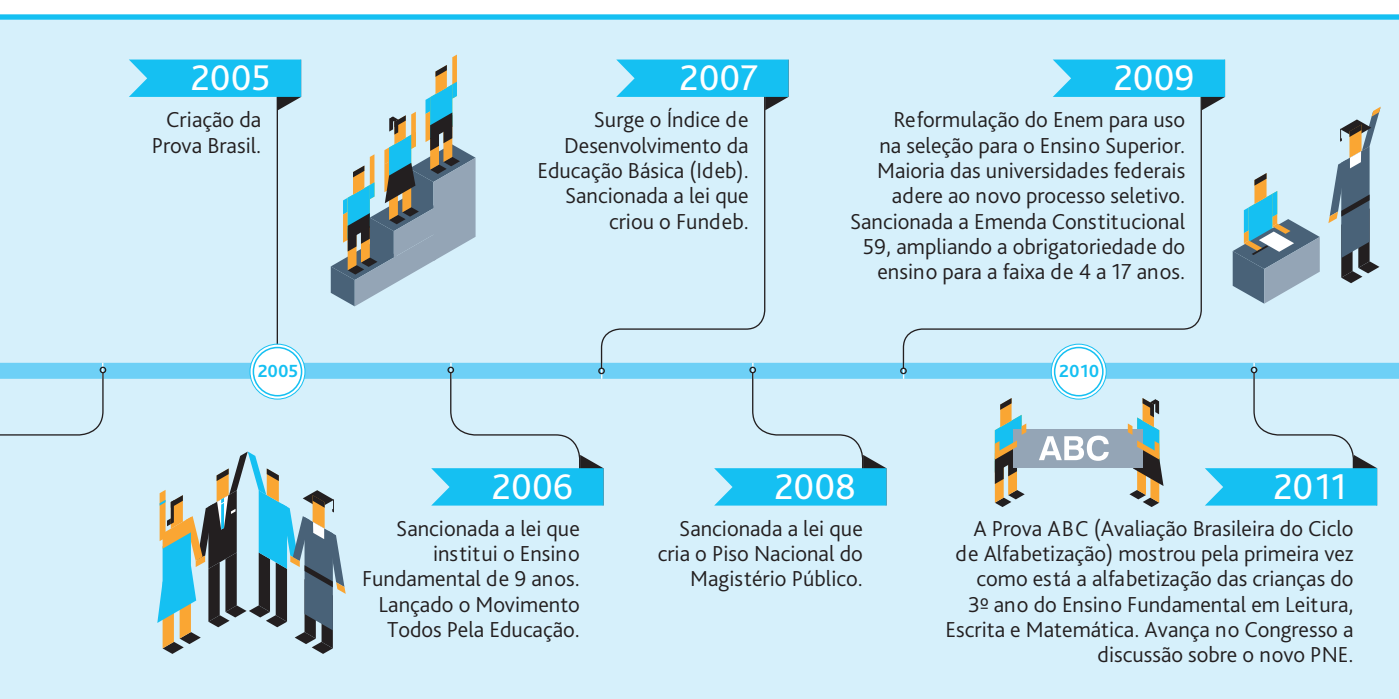 2005
Criação da
Prova Brasil.
2007
Surge o Índice de
Desenvolvimento da
Educação Básica (Ideb).
Sancionada a lei que
criou o Fundeb.
2009
Reformulação do Enem para uso
na seleção para o Ensino Superior.
Maioria das universidades federais
adere ao novo processo seletivo.
Sancionada a Emenda Constitucional
59, ampliando a obrigatoriedade do
ensino para a faixa de 4 a 17 anos.
2005
2010
ABC
2006
Sancionada a lei que
institui o Ensino
Fundamental de 9 anos.
Lançado o Movimento
Todos Pela Educação.
2008
Sancionada a lei que
cria o Piso Nacional do
Magistério Público.
2011
A Prova ABC (Avaliação Brasileira do Ciclo
de Alfabetização) mostrou pela primeira vez
como está a alfabetização das crianças do
3º ano do Ensino Fundamental em Leitura,
Escrita e Matemática. Avança no Congresso a
discussão sobre o novo PNE.